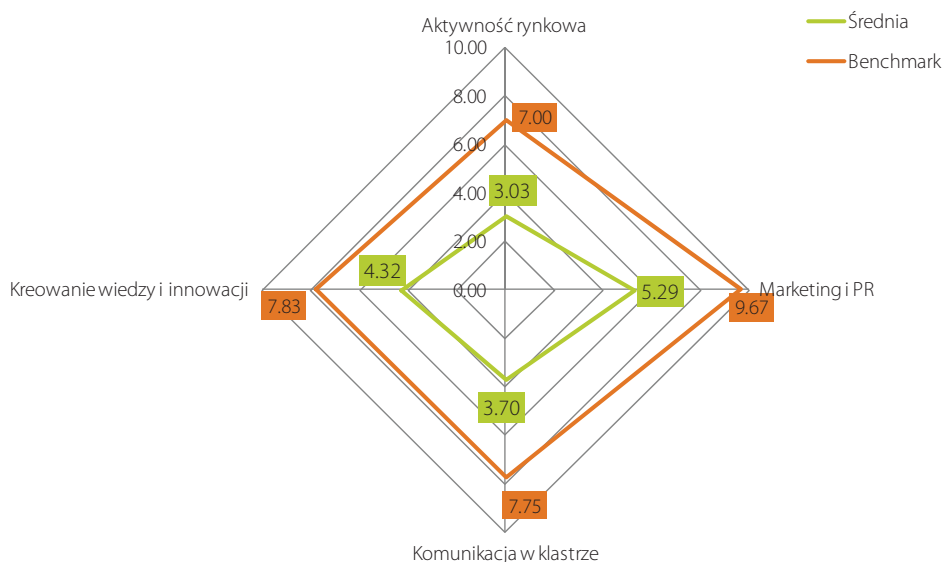 Aktywność rynkowa
Średnia
Benchmark
10.00
8.00
7.00
6.00
4.00
3.03
2.00
4.32
0.00
5.29
Kreowanie wiedzy i innowacji
Marketing i PR
7.83
9.67
3.70
7.75
Komunikacja w klastrze